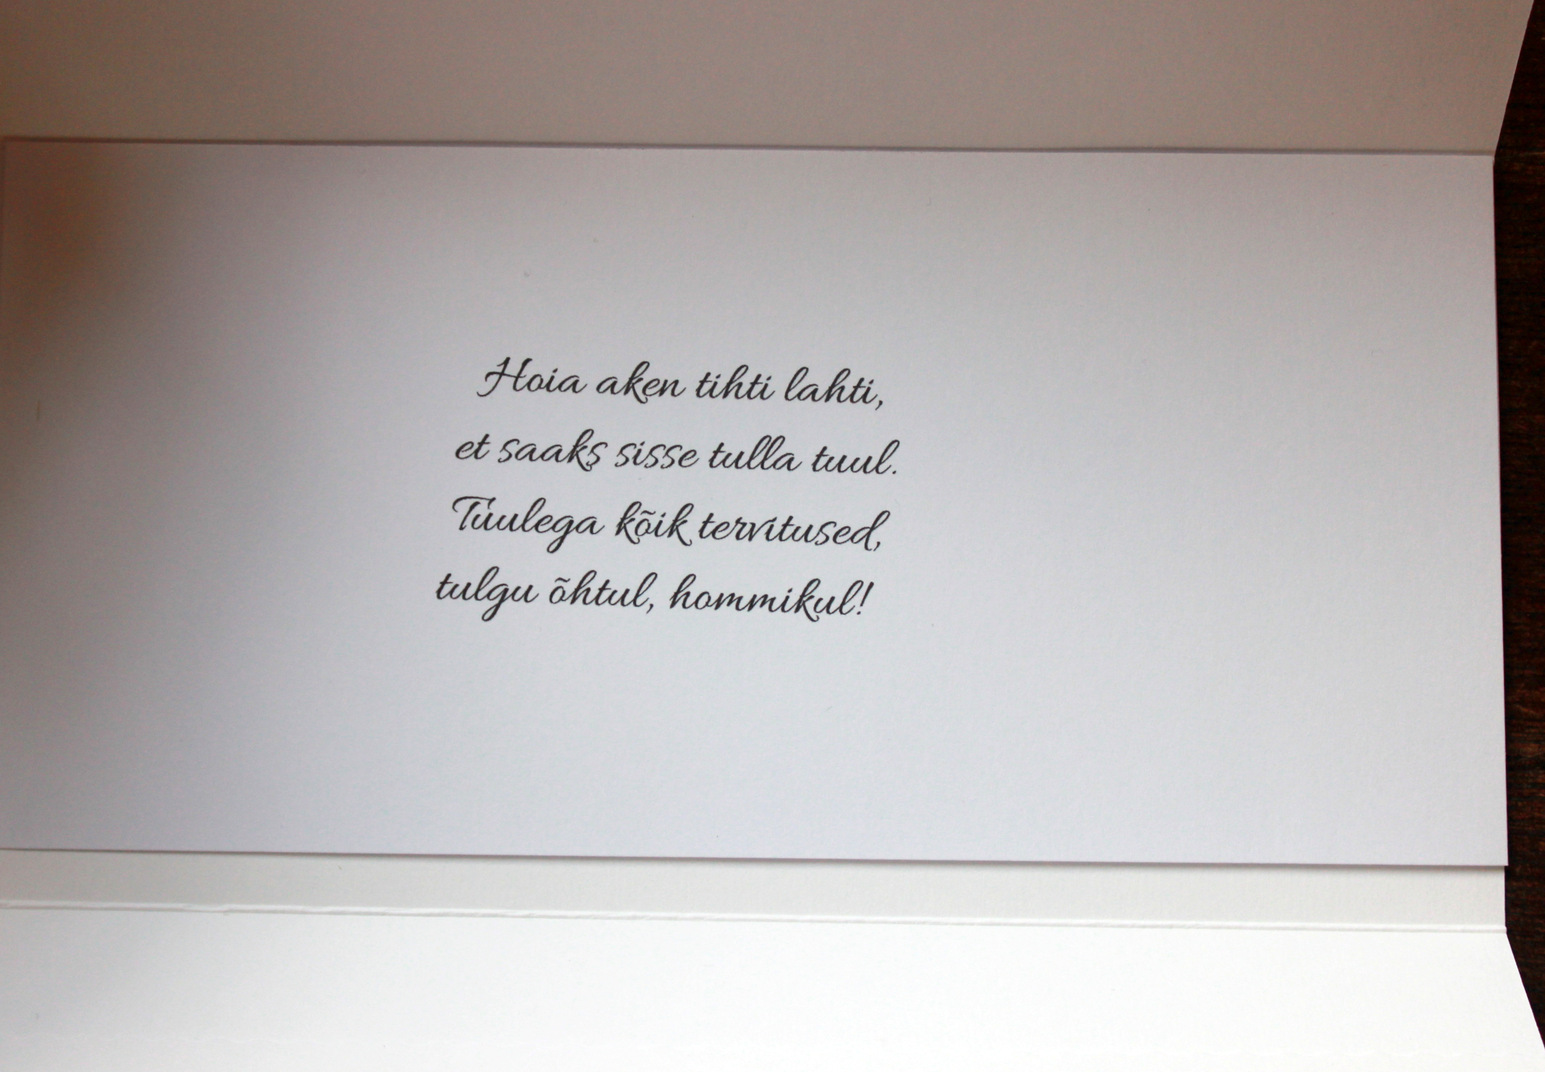 Hoia aken tihti lahti,
et saaks sisse tulla tuul.
Tuulega kõik tervitused,
tulgu õhtul, hommikul!